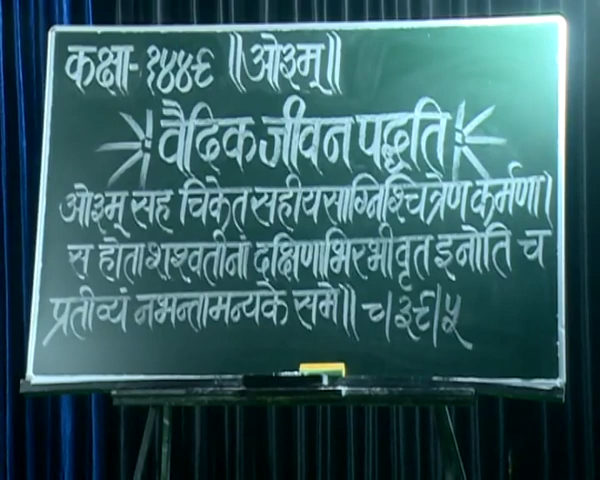 कक्षा-१४४६ ॥ओ३म्॥
वैदिक जीवन पद्धति
ओ३म् सह चिकेत सहीयसाग्निश्चित्रेण कर्मणा।
स होता शश्वतीनां दक्षिणाभिरभीवृत इनोति च
प्रतीव्यं नभन्तामन्यके समे॥ ८।३९।५